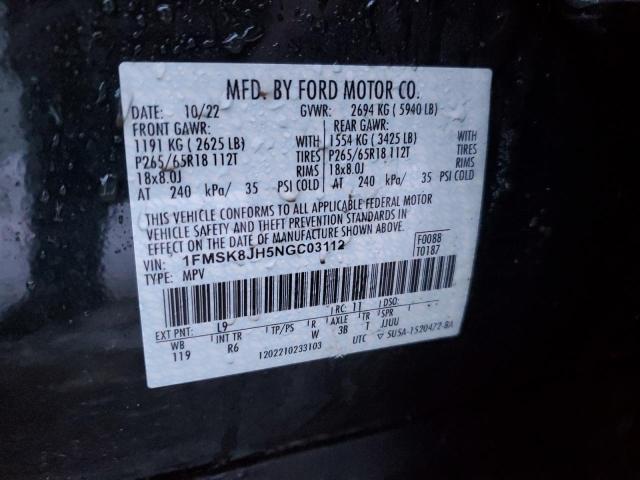 MFD. BY FORD MOTOR CO.
DATE: 10/22 GVWR: 2694 KG ( 5940 LB)
FRONT GAWR: REAR GAWR:
1191 KG ( 2625 LB) WITH 1554 KG ( 3425 LB) WITH
P265/65R18 112T TIRES P265/65R18 112T TIRES
18x8.0J RIMS 18x8.0J RIMS
AT 240 kPa/ 35 PSI COLD AT 240 kPa/ 35 PSI COLD
THIS VEHICLE CONFORMS TO ALL APPLICABLE FEDERAL MOTOR
VEHICLE SAFETY AND THEFT PREVENTION STANDARDS IN
EFFECT ON THE DATE OF MANUFACTURE SHOWN ABOVE.
VIN: 1FMSK8JH5NGC03112 F0088
TYPE: MPV T0187
EXT PNT: L9 RC: 11 DSO:
WB INT TR TP/PS R AXLE TR SPR
119 R6 W 3B T JJUU
1202210233103 UTC 5U5A-1520472-BA